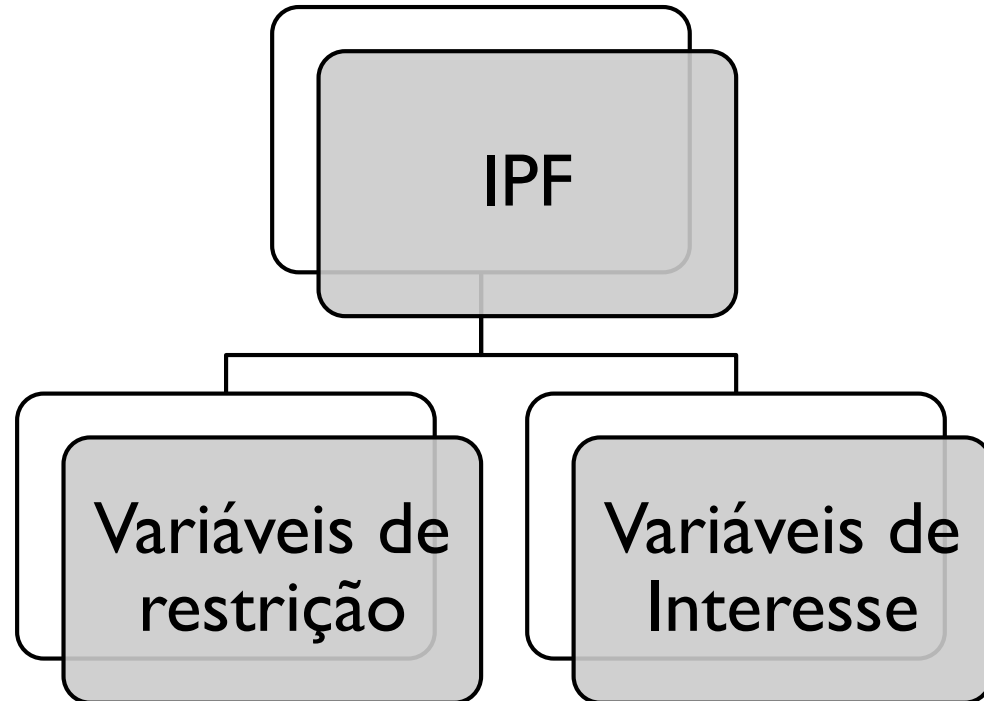 IPF
Variáveis de
restrição
Variáveis de
Interesse